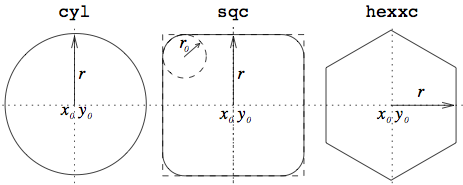 cyl sqc hexxc
r r₀ r r
x₀ y₀ x₀ y₀ x₀ y₀